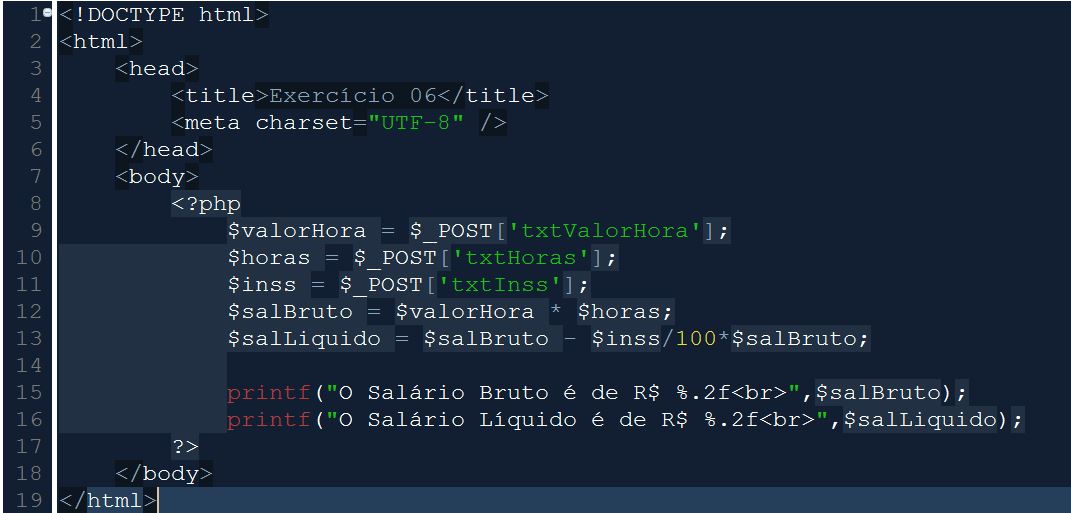 1 <!DOCTYPE html>
2 <html>
3 <head>
4 <title>Exercício 06</title>
5 <meta charset="UTF-8" />
6 </head>
7 <body>
8 <?php
9 $valorHora = $_POST['txtValorHora'];
10 $horas = $_POST['txtHoras'];
11 $inss = $_POST['txtInss'];
12 $salBruto = $valorHora * $horas;
13 $salLiquido = $salBruto - $inss/100*$salBruto;
14
15 printf("O Salário Bruto é de R$ %.2f<br>",$salBruto);
16 printf("O Salário Líquido é de R$ %.2f<br>",$salLiquido);
17 ?>
18 </body>
19 </html>